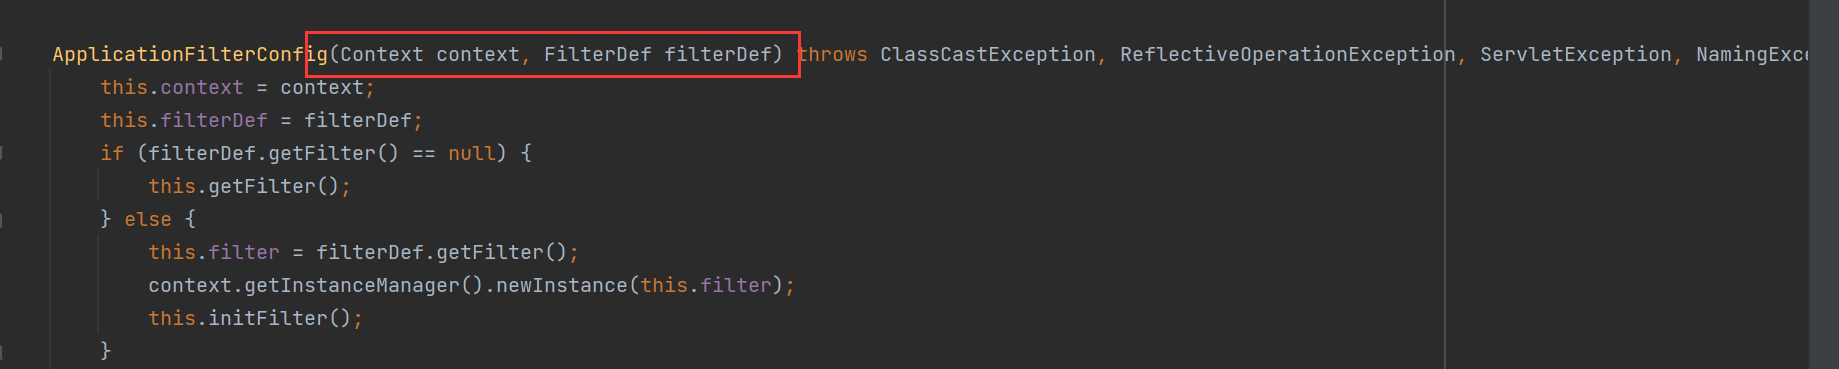 ApplicationFilterConfig(Context context, FilterDef filterDef) throws ClassCastException, ReflectiveOperationException, ServletException, NamingExc
this.context = context;
this.filterDef = filterDef;
if (filterDef.getFilter() == null) {
this.getFilter();
} else {
this.filter = filterDef.getFilter();
context.getInstanceManager().newInstance(this.filter);
this.initFilter();
}